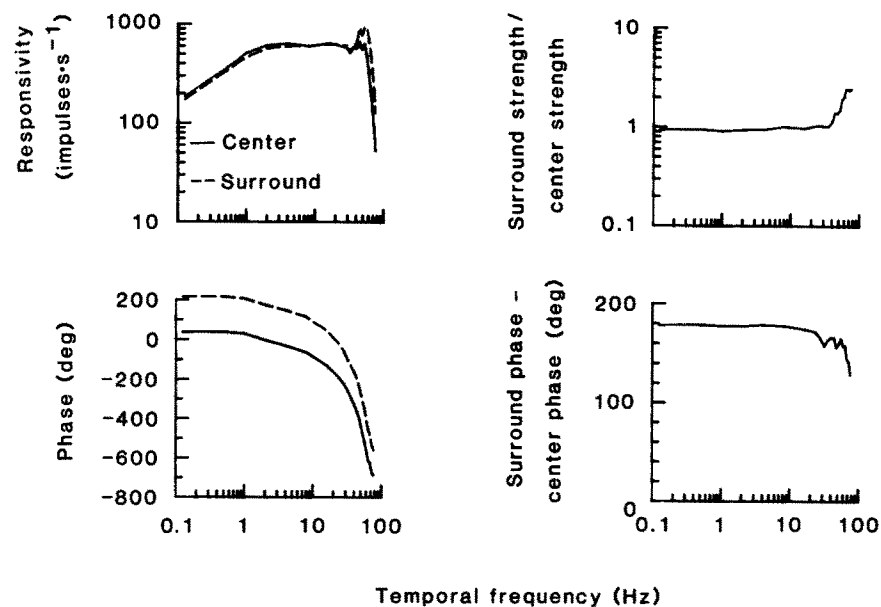 Responsivity
(impulses·s⁻¹)
1000
100
10
Center
Surround
Surround strength/
center strength
10
1
0.1
Phase (deg)
200
0
-200
-400
-600
-800
0.1 1 10 100
Surround phase -
center phase (deg)
200
100
0
0.1 1 10 100
Temporal frequency (Hz)